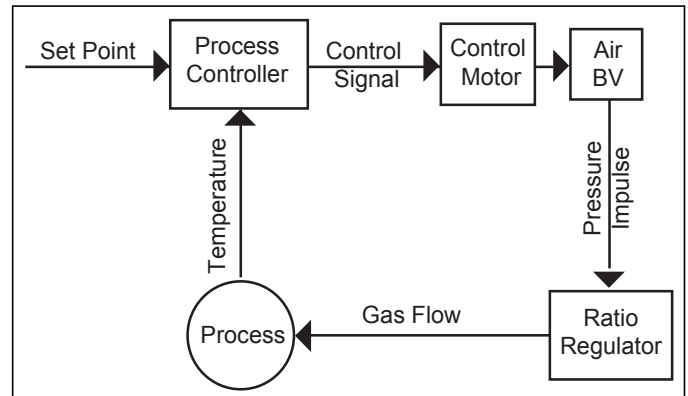 Set Point
Process
Controller
Control
Signal
Control
Motor
Air
BV
Pressure
Impulse
Temperature
Process
Gas Flow
Ratio
Regulator